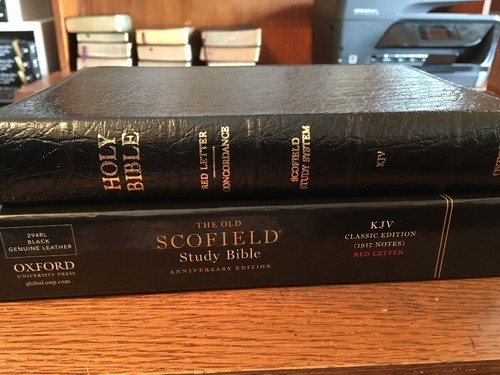 HOLY
BIBLE
RED LETTER
CONCORDANCE
SCOFIELD
STUDY SYSTEM
KJV
294RL
BLACK
GENUINE LEATHER
OXFORD
UNIVERSITY PRESS
global.oup.com
THE OLD
SCOFIELD®
Study Bible
ANNIVERSARY EDITION
KJV
CLASSIC EDITION
(1917 NOTES)
RED LETTER